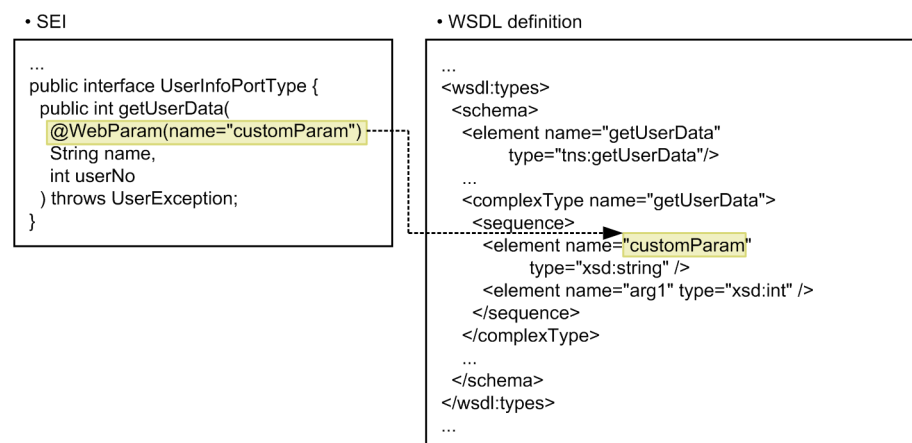 • SEI
...
public interface UserInfoPortType {
public int getUserData(
@WebParam(name="customParam")
String name,
int userNo
) throws UserException;
}
• WSDL definition
...
<wsdl:types>
<schema>
<element name="getUserData"
type="tns:getUserData"/>
...
<complexType name="getUserData">
<sequence>
<element name="customParam"
type="xsd:string" />
<element name="arg1" type="xsd:int" />
</sequence>
</complexType>
...
</schema>
</wsdl:types>
...